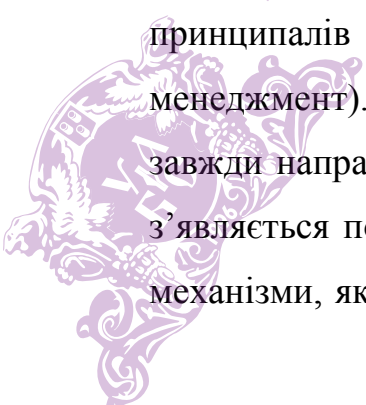 принципалів
менеджмент).
завжди напра
з’являється п
механізми, як